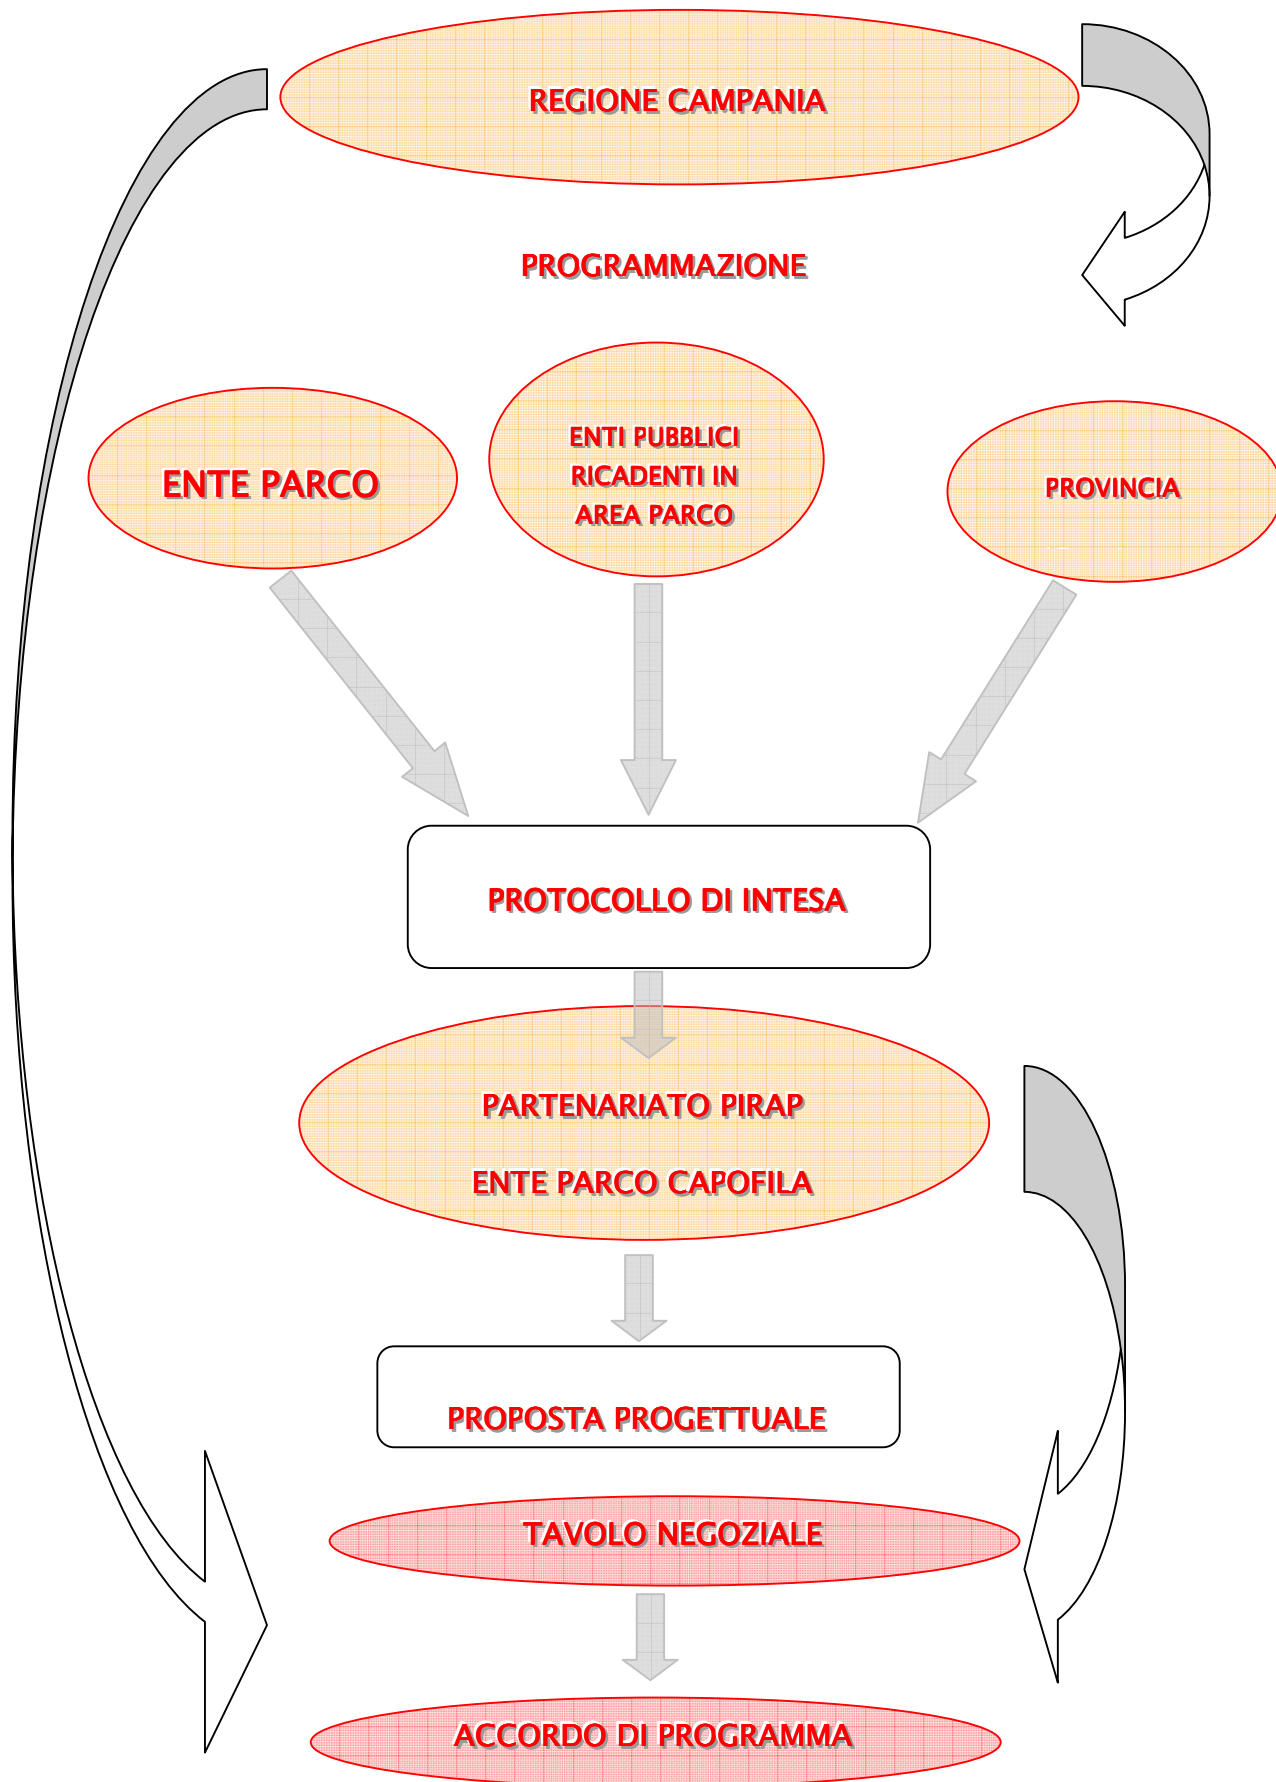 REGIONE CAMPANIA
PROGRAMMAZIONE
ENTE PARCO
ENTI PUBBLICI
RICADENTI IN
AREA PARCO
PROVINCIA
PROTOCOLLO DI INTESA
PARTENARIATO PIRAP
ENTE PARCO CAPOFILA
PROPOSTA PROGETTUALE
TAVOLO NEGOZIALE
ACCORDO DI PROGRAMMA